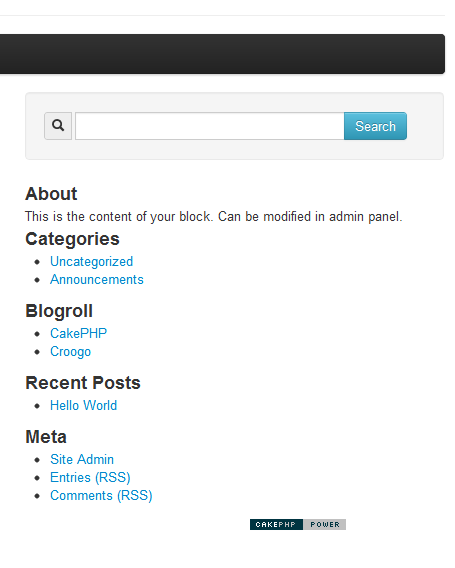 Search
About
This is the content of your block. Can be modified in admin panel.
Categories
Uncategorized
Announcements
Blogroll
CakePHP
Croogo
Recent Posts
Hello World
Meta
Site Admin
Entries (RSS)
Comments (RSS)
CAKEPHP POWER